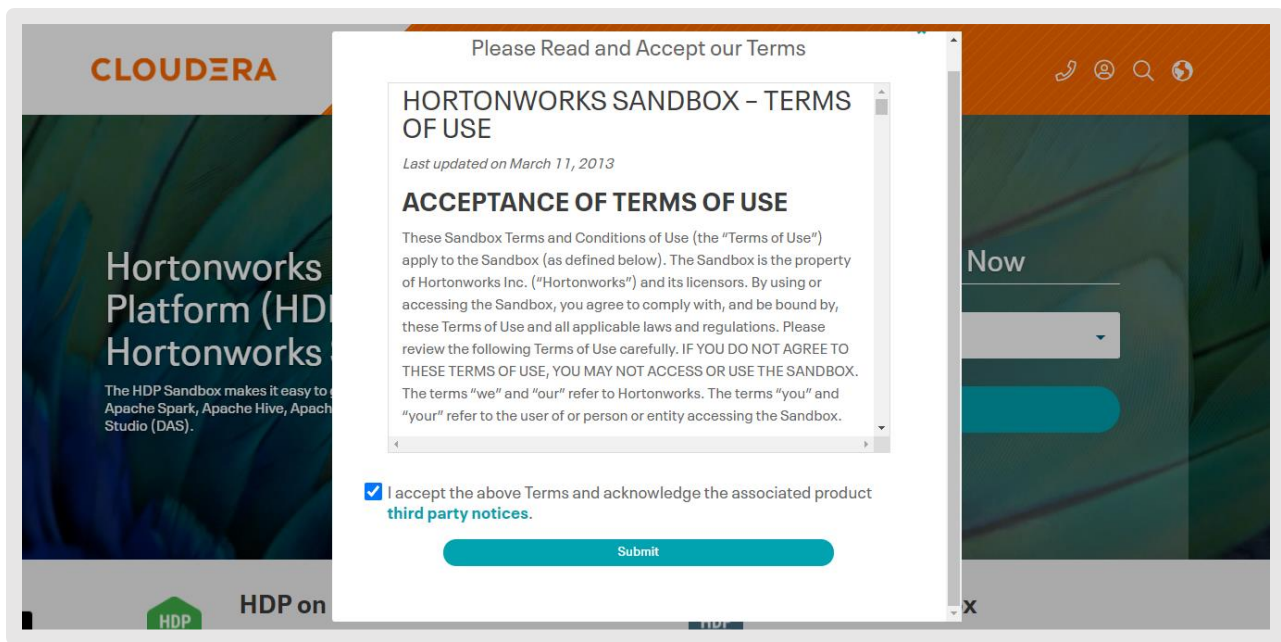 CLOUDERA
Please Read and Accept our Terms
HORTONWORKS SANDBOX – TERMS
OF USE
Last updated on March 11, 2013
ACCEPTANCE OF TERMS OF USE
These Sandbox Terms and Conditions of Use (the “Terms of Use”)
apply to the Sandbox (as defined below). The Sandbox is the property
of Hortonworks Inc. (“Hortonworks”) and its licensors. By using or
accessing the Sandbox, you agree to comply with, and be bound by,
these Terms of Use and all applicable laws and regulations. Please
review the following Terms of Use carefully. IF YOU DO NOT AGREE TO
THESE TERMS OF USE, YOU MAY NOT ACCESS OR USE THE SANDBOX.
The terms “we” and “our” refer to Hortonworks. The terms “you” and
“your” refer to the user of or person or entity accessing the Sandbox.
I accept the above Terms and acknowledge the associated product
third party notices.
Submit
Hortonworks
Platform (HD
Hortonworks
The HDP Sandbox makes it easy to
Apache Spark, Apache Hive, Apach
Studio (DAS).
Now
HDP
HDP on
HDP
x